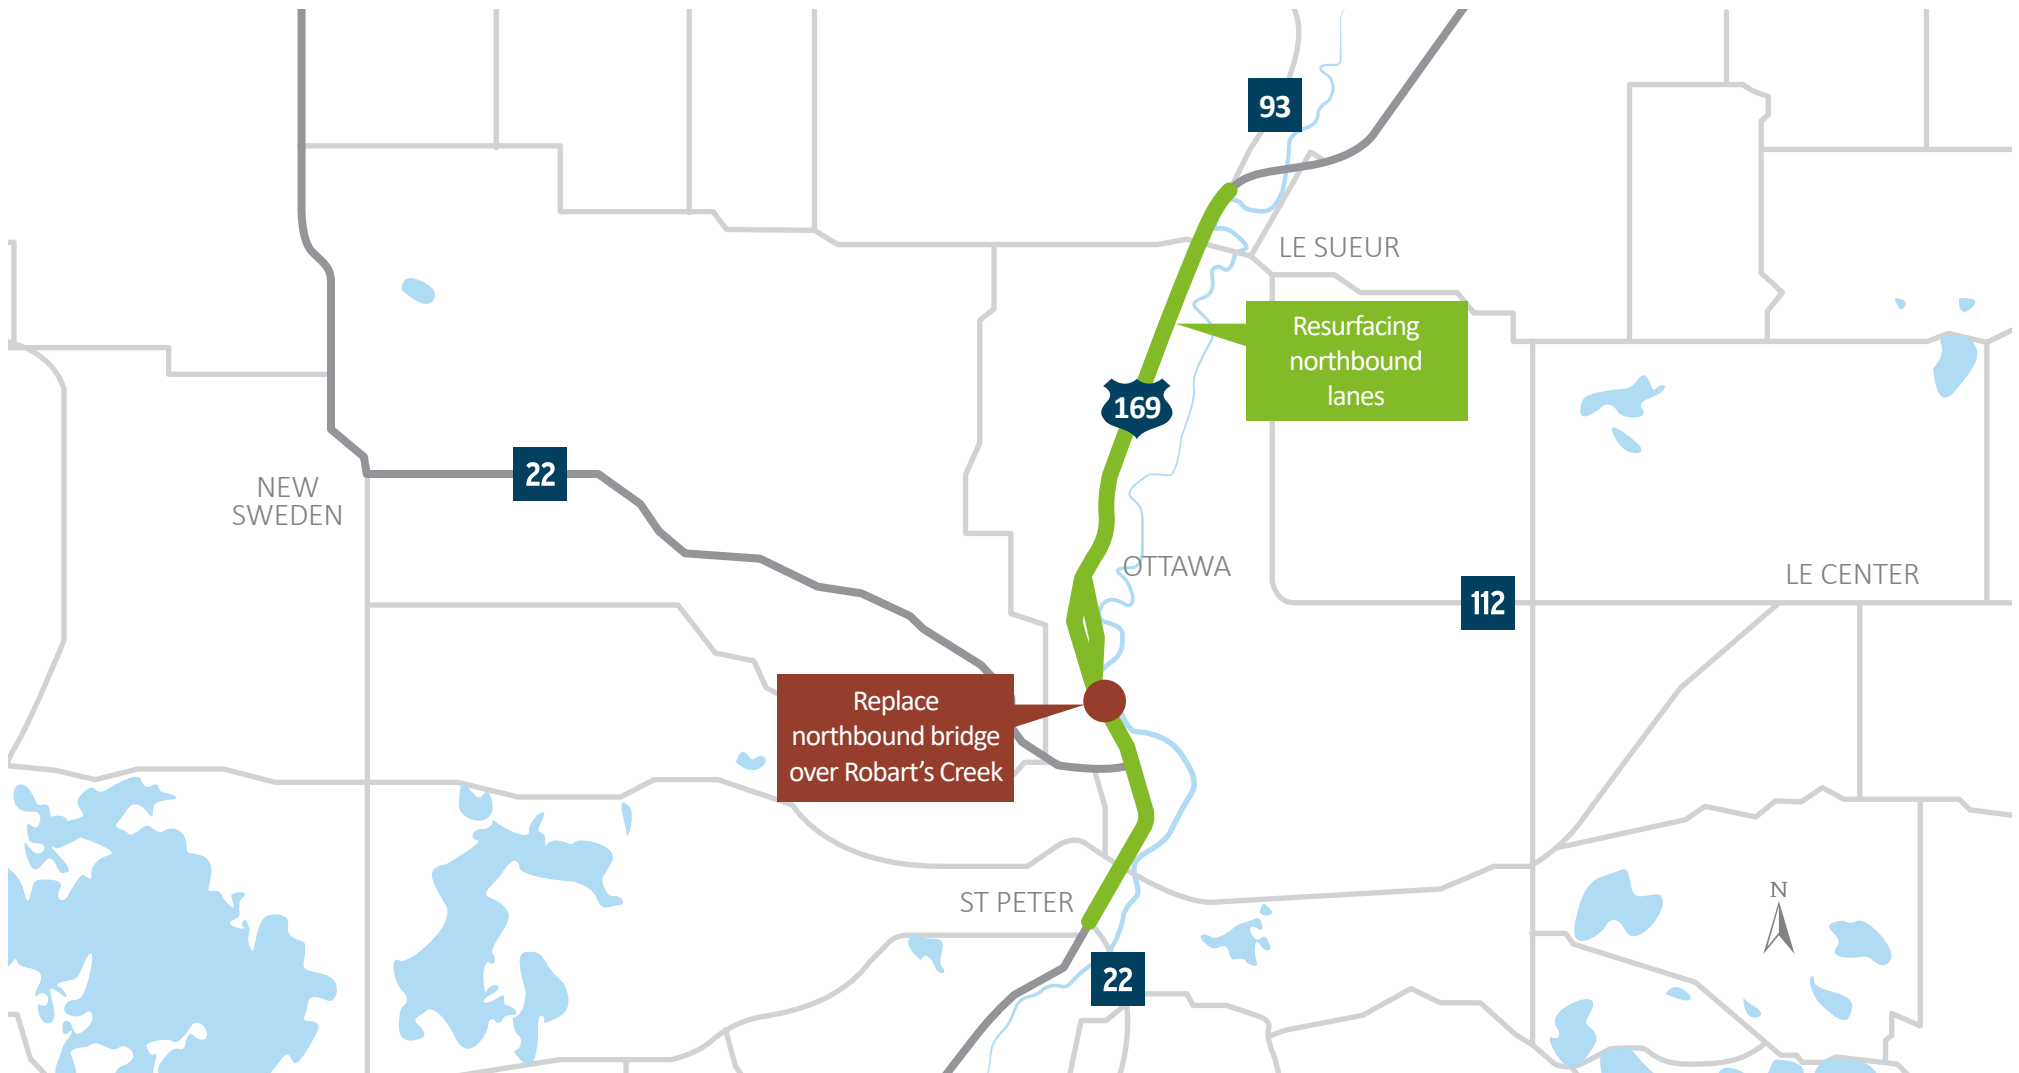 93
LE SUEUR
Resurfacing
northbound
lanes
169
22
NEW
SWEDEN
OTTAWA
LE CENTER
112
Replace
northbound bridge
over Robart’s Creek
ST PETER
N
22